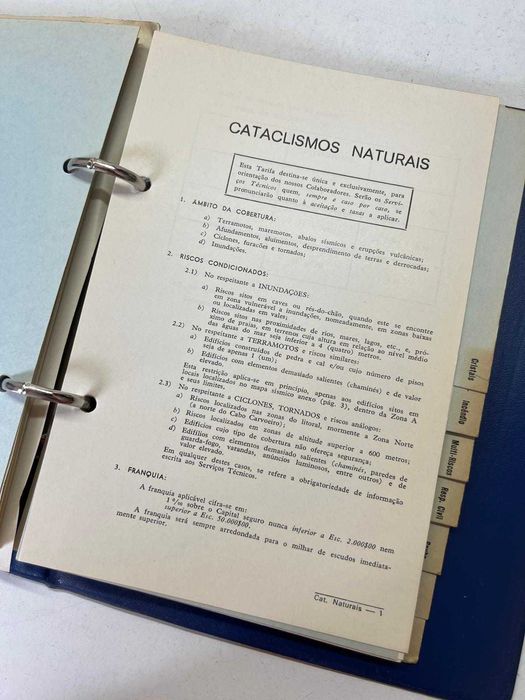 CATACLISMOS NATURAIS
Esta Tarifa destina-se única e exclusivamente, para
orientação dos nossos Colaboradores. Serão os Servi-
ços Técnicos quem, sempre e caso por caso, se
pronunciarão quanto à aceitação e taxas a aplicar.
1. ÂMBITO DA COBERTURA:
a) Terramotos, maremotos, abalos sísmicos e erupções vulcânicas;
b) Afundamentos, aluimentos, desprendimento de terras e derrocadas;
c) Ciclones, furacões e tornados;
d) Inundações.
2. RISCOS CONDICIONADOS:
2.1) No respeitante a INUNDAÇÕES:
a) Riscos sitos em caves ou rés-do-chão, quando este se encontre
em zona vulnerável a inundações, nomeadamente, em zonas baixas
ou localizadas em vales;
b) Riscos sitos nas proximidades de rios, mares, lagos, etc., e, pró-
ximo de praias, em terrenos cuja altura em relação ao nível médio
das águas do mar seja inferior a 4 (quatro) metros.
2.2) No respeitante a TERRAMOTOS e riscos similares:
a) Edifícios construídos de pedra e cal e/ou cujo número de pisos
seja de apenas 1 (um);
b) Edifícios com elementos demasiado salientes (chaminés) e de valor
elevado.
Esta restrição aplica-se em princípio, apenas aos edifícios sitos em
locais localizados no mapa sísmico anexo (pág. 3), dentro da Zona A
e seus limites.
2.3) No respeitante a CICLONES, TORNADOS e riscos análogos:
a) Riscos localizados nas zonas do litoral, mormente a Zona Norte
(a norte do Cabo Carvoeiro);
b) Riscos localizados em zonas de altitude superior a 600 metros;
c) Edifícios cujo tipo de cobertura não ofereça segurança;
d) Edifílios com elementos demasiado salientes (chaminés, paredes de
guarda-fogo, varandas, anúncios luminosos, entre outros) e de
valor elevado.
Em qualquer destes casos, se refere a obrigatoriedade de informação
escrita aos Serviços Técnicos.
3. FRANQUIA:
A franquia aplicável cifra-se em:
1 º/oo sobre o Capital seguro nunca inferior a Esc. 2.000$00 nem
superior a Esc. 50.000$00.
A franquia será sempre arredondada para o milhar de escudos imediata-
mente superior.
Cat. Naturais — 1
Cristais
Incêndio
Multi-Riscos
Resp. Civil